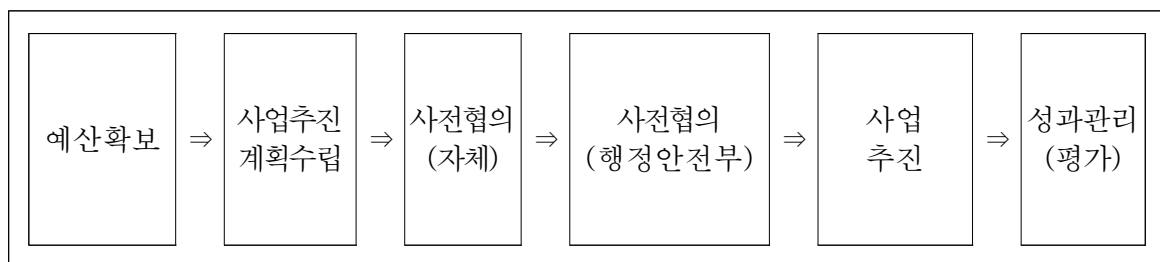 예산확보
⇒
사업추진
계획수립
⇒
사전협의
(자체)
⇒
사전협의
(행정안전부)
⇒
사업
추진
⇒
성과관리
(평가)